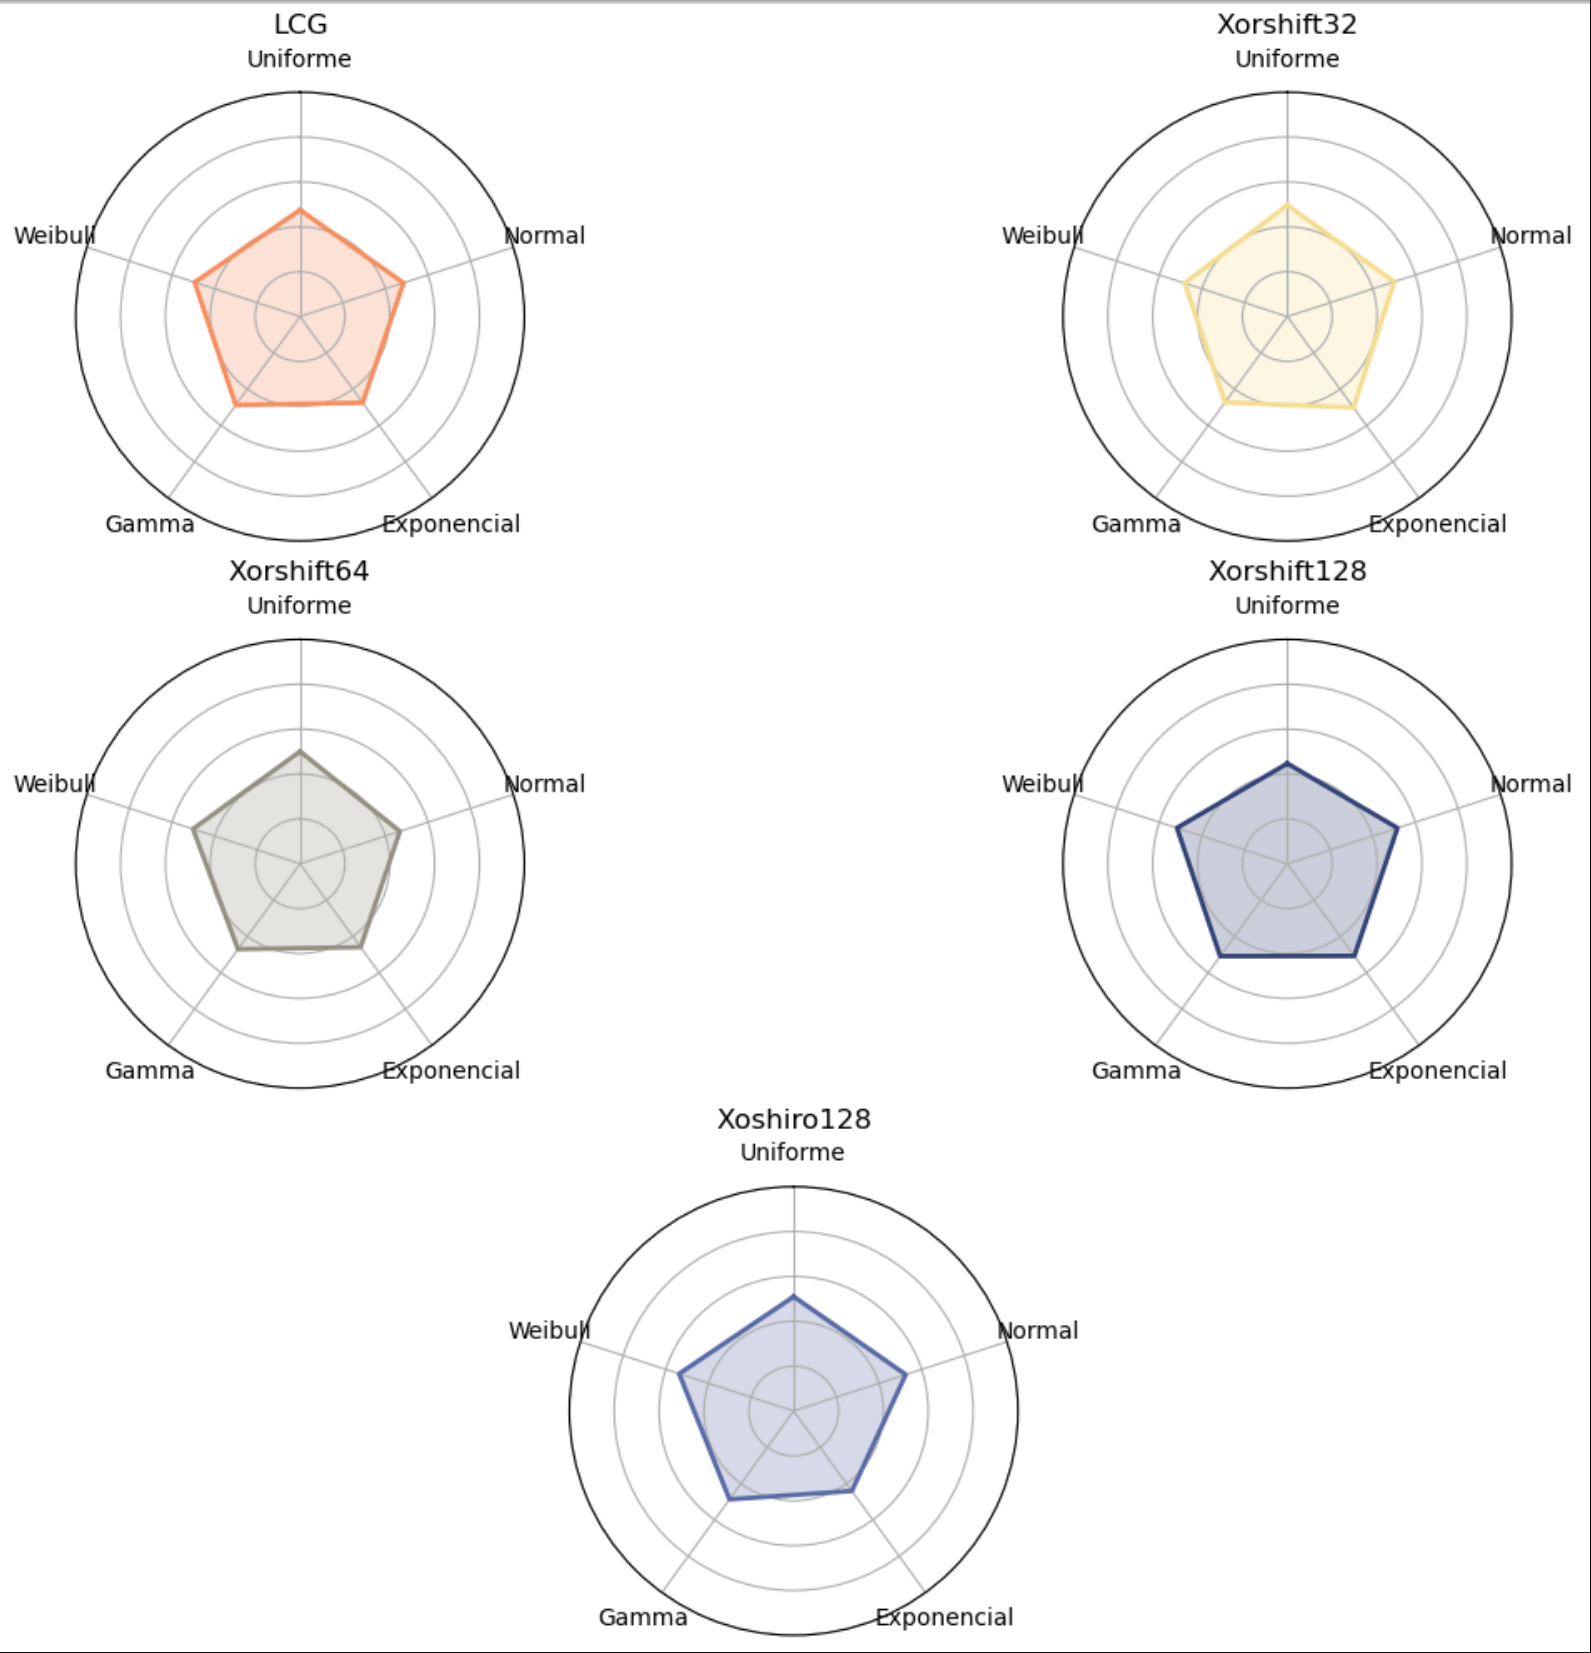 LCG
Uniforme
Weibull
Normal
Gamma
Exponencial
Xorshift32
Uniforme
Weibull
Normal
Gamma
Exponencial
Xorshift64
Uniforme
Weibull
Normal
Gamma
Exponencial
Xorshift128
Uniforme
Weibull
Normal
Gamma
Exponencial
Xoshiro128
Uniforme
Weibull
Normal
Gamma
Exponencial